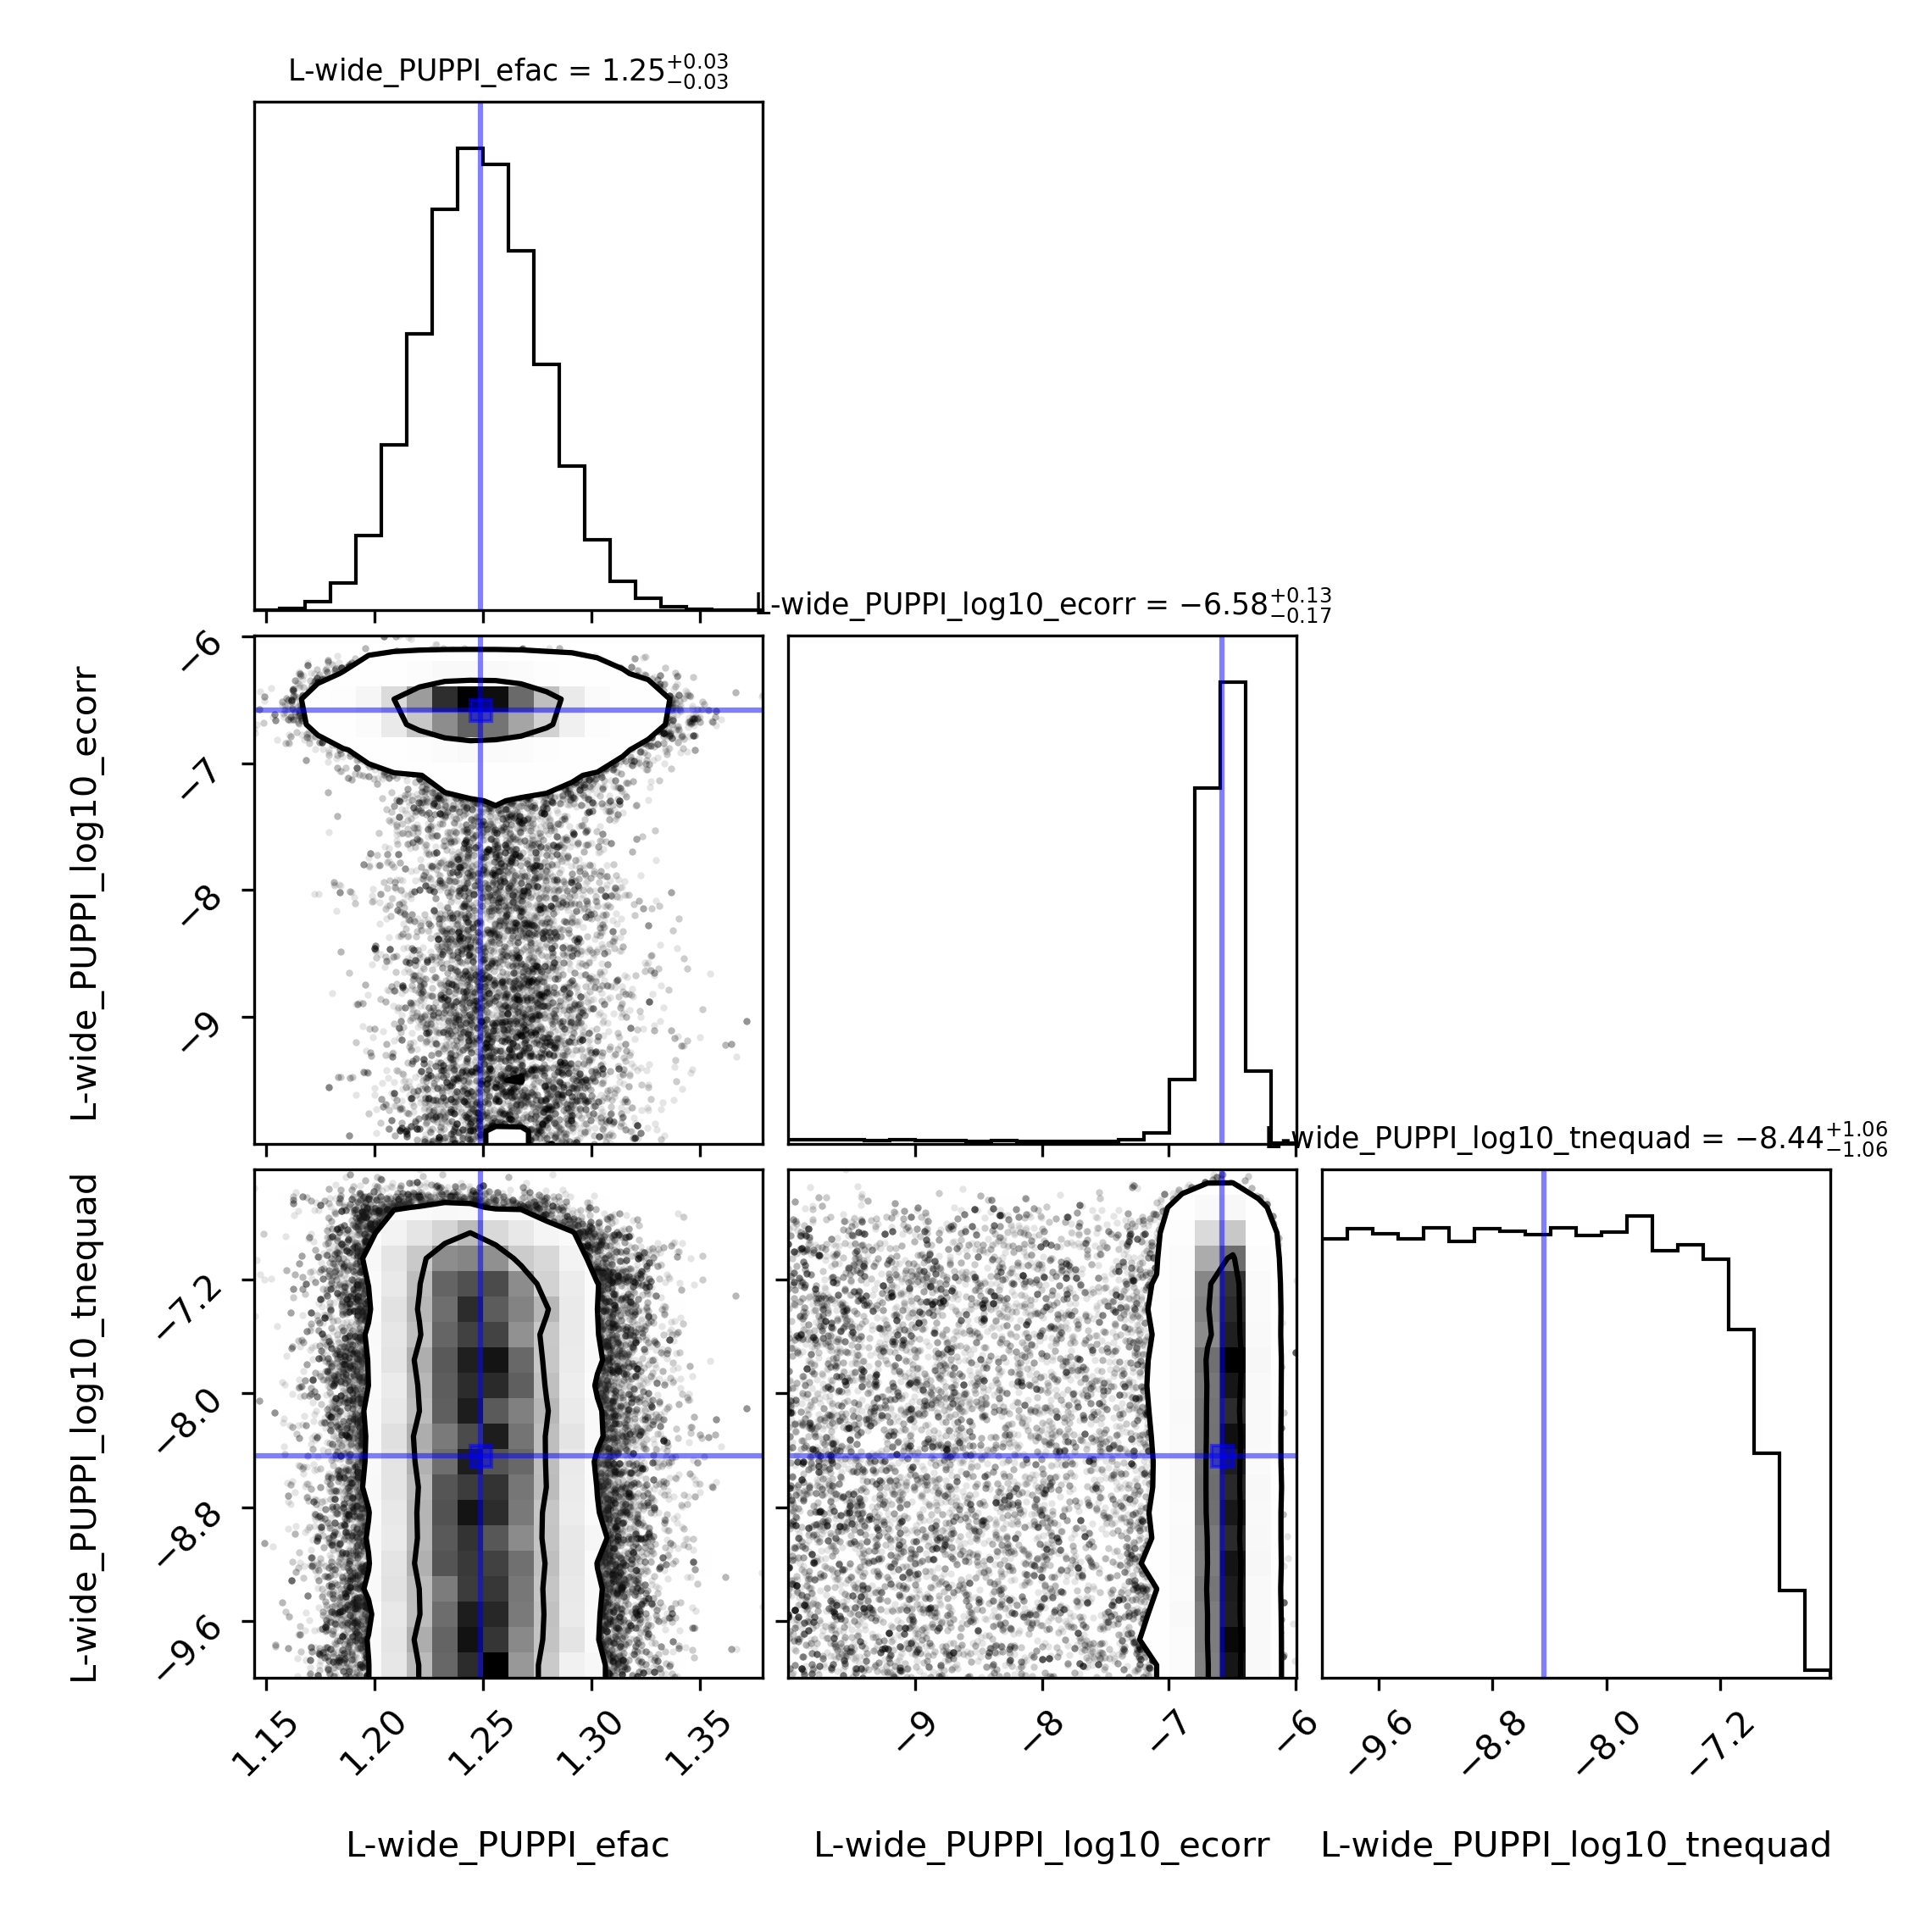 L-wide_PUPPI_efac = 1.25 +0.03 −0.03
L-wide_PUPPI_log10_ecorr = −6.58 +0.13 −0.17
−6
−7
−8
−9
L-wide_PUPPI_log10_ecorr
L-wide_PUPPI_log10_tnequad = −8.44 +1.06 −1.06
−7.2
−8.0
−8.8
−9.6
L-wide_PUPPI_log10_tnequad
1.15 1.20 1.25 1.30 1.35
−9 −8 −7 −6
−9.6 −8.8 −8.0 −7.2
L-wide_PUPPI_efac
L-wide_PUPPI_log10_ecorr
L-wide_PUPPI_log10_tnequad